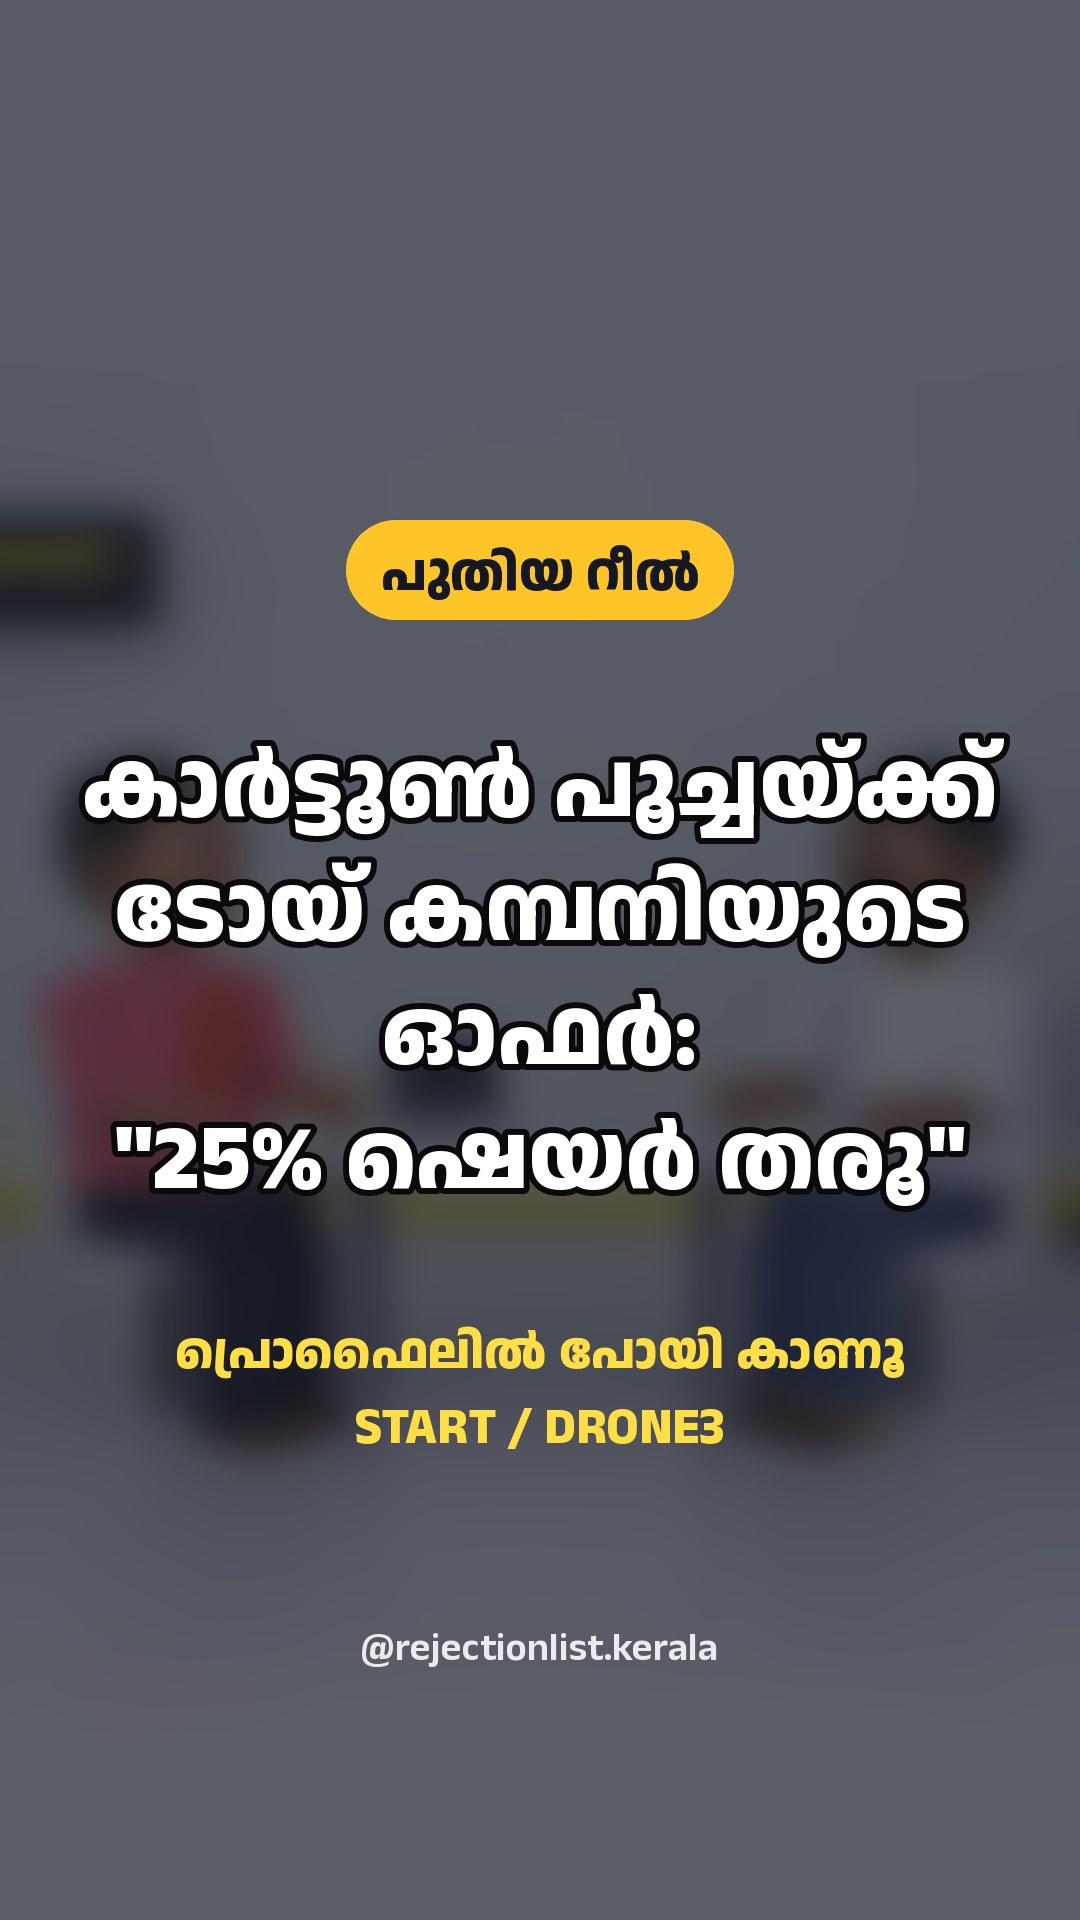 പുതിയ റീൽ
കാർട്ടൂൺ പൂച്ചയ്ക്ക്
ടോയ് കമ്പനിയുടെ
ഓഫർ:
"25% ഷെയർ തരൂ"
പ്രൊഫൈലിൽ പോയി കാണൂ
START / DRONE3
@rejectionlist.kerala